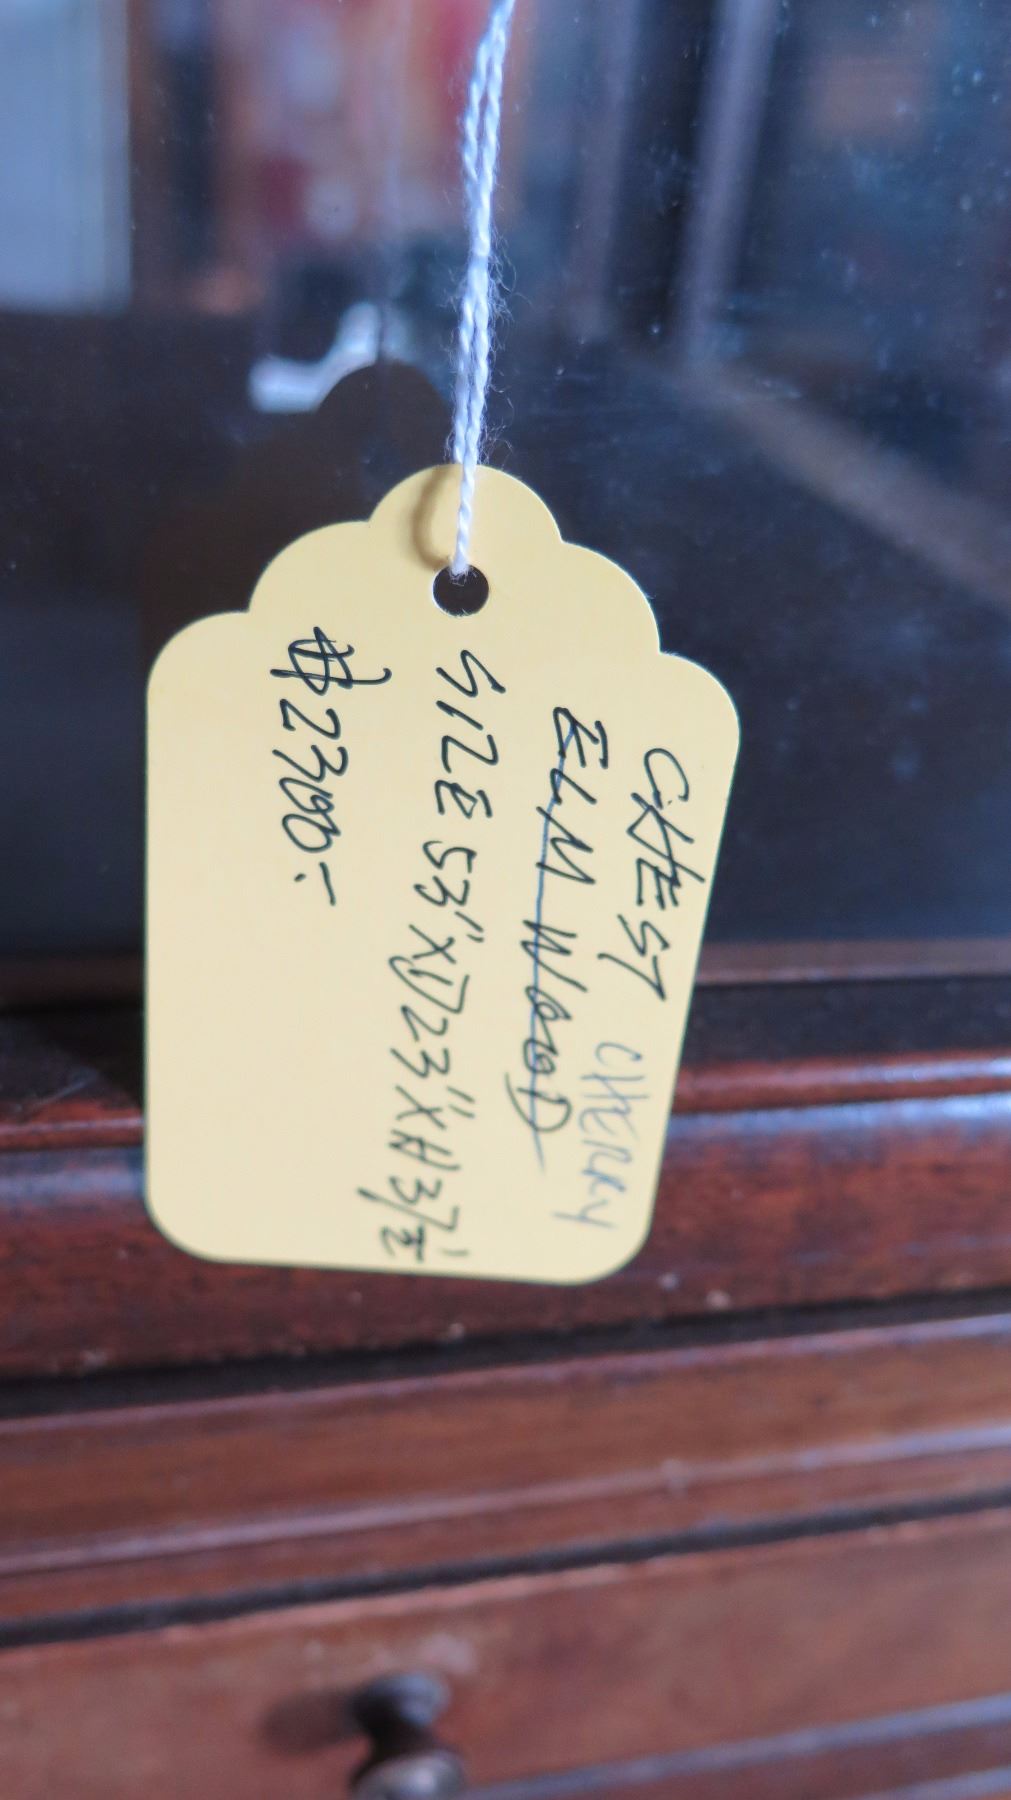 CHEST CHERRY
ELM WOOD
SIZE 53"XD23"XH37½"
$2300.-